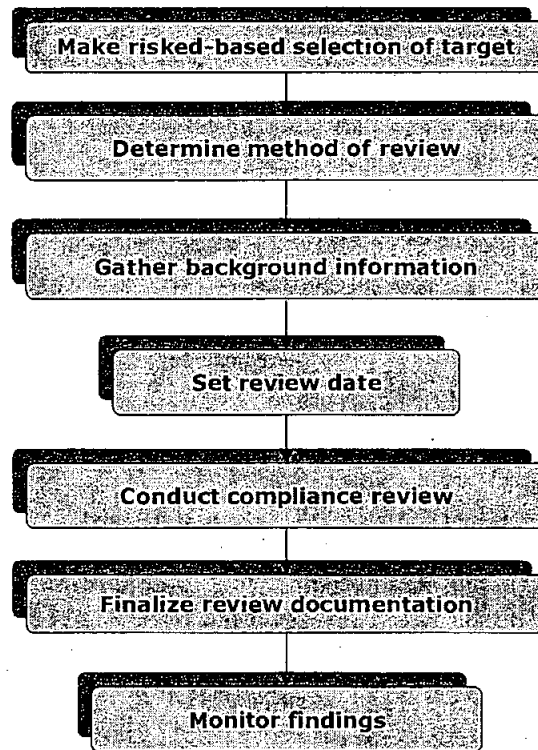 Make risked-based selection of target
Determine method of review
Gather background information
Set review date
Conduct compliance review
Finalize review documentation
Monitor findings